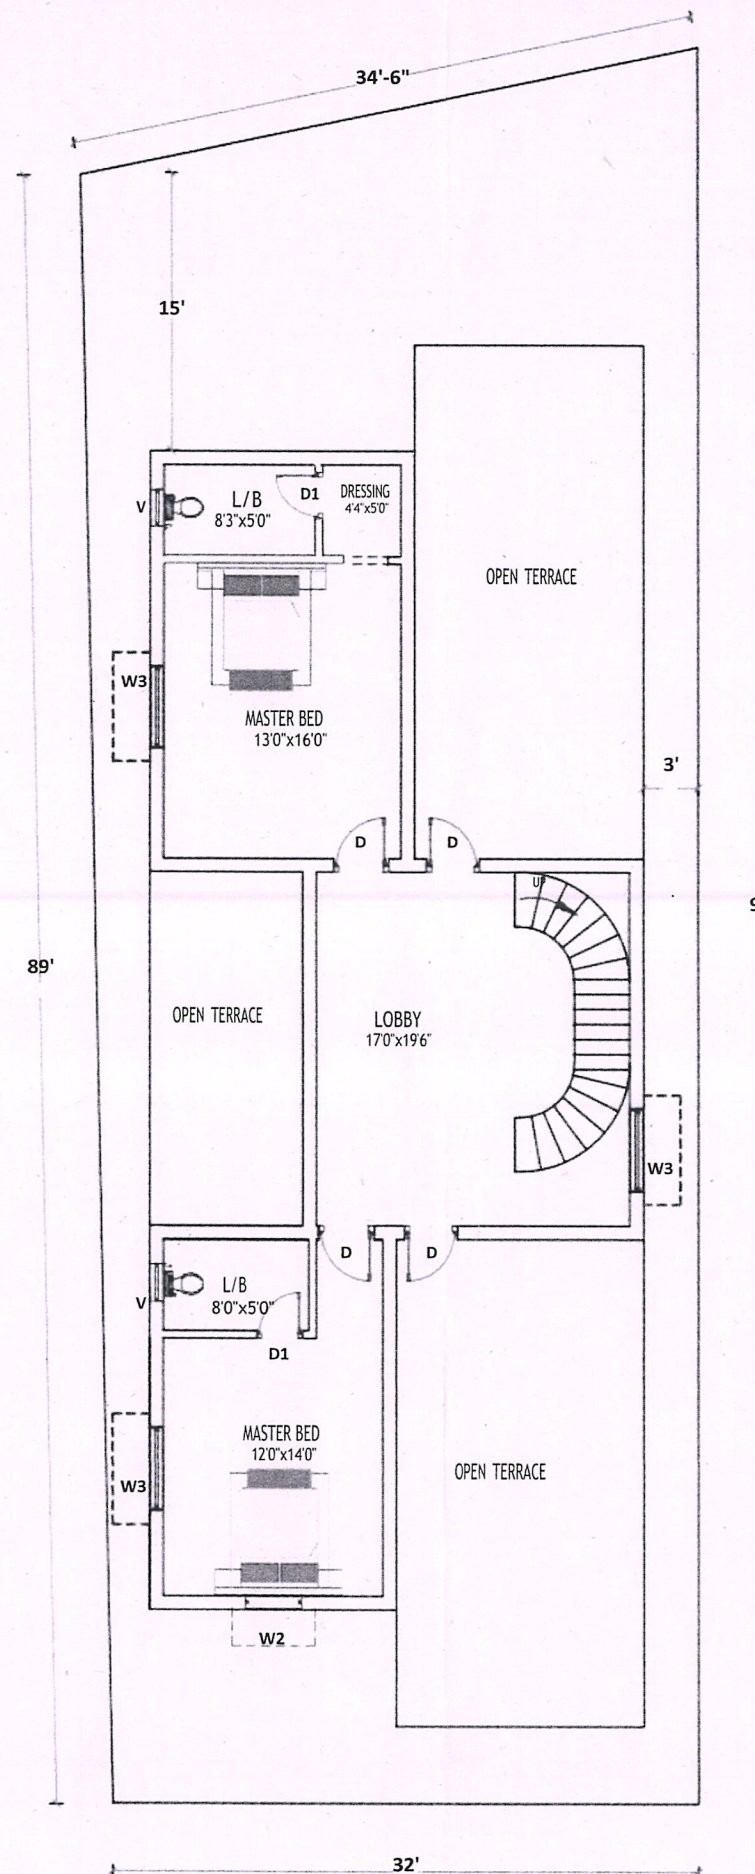 34'-6"
15'
L/B
8'3"x5'0"
D1
DRESSING
4'4"x5'0"
V
OPEN TERRACE
W3
MASTER BED
13'0"x16'0"
3'
D
D
UP
9
89'
OPEN TERRACE
LOBBY
17'0"x19'6"
W3
D
D
L/B
8'0"x5'0"
V
D1
MASTER BED
12'0"x14'0"
W3
OPEN TERRACE
W2
32'